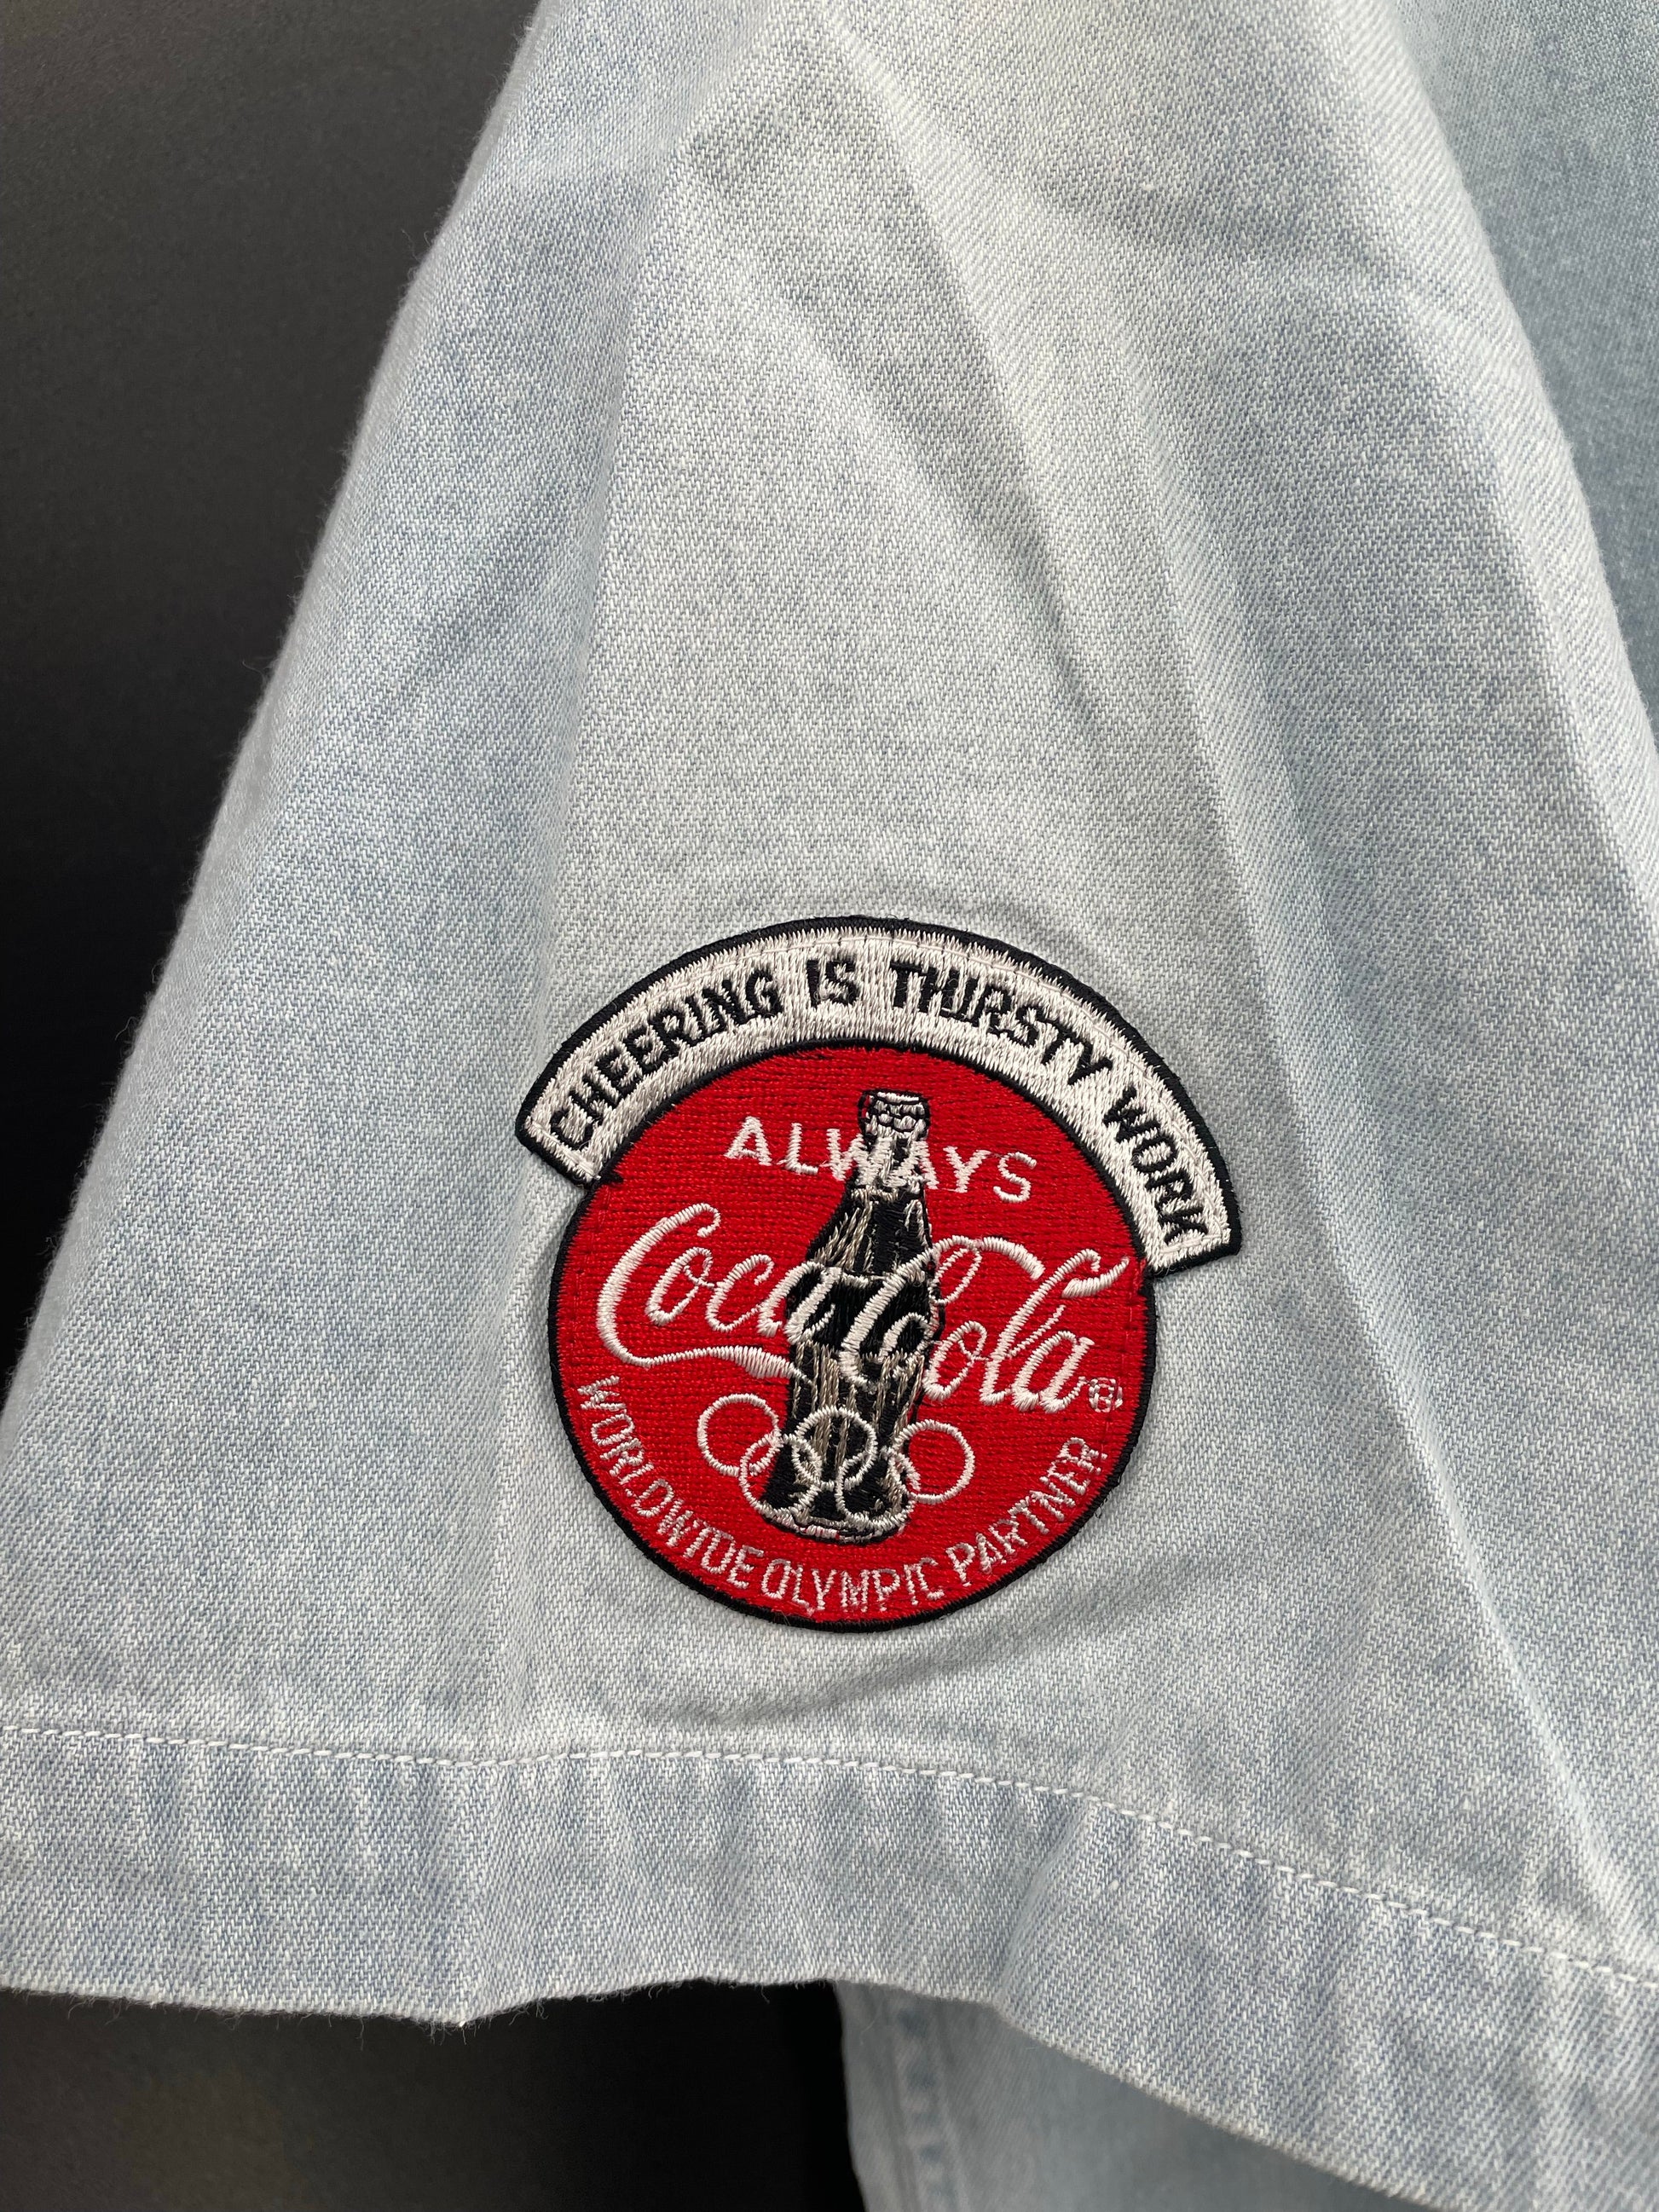 CHEERING IS THIRSTY WORK
ALWAYS
Coca-Cola®
WORLDWIDE OLYMPIC PARTNER